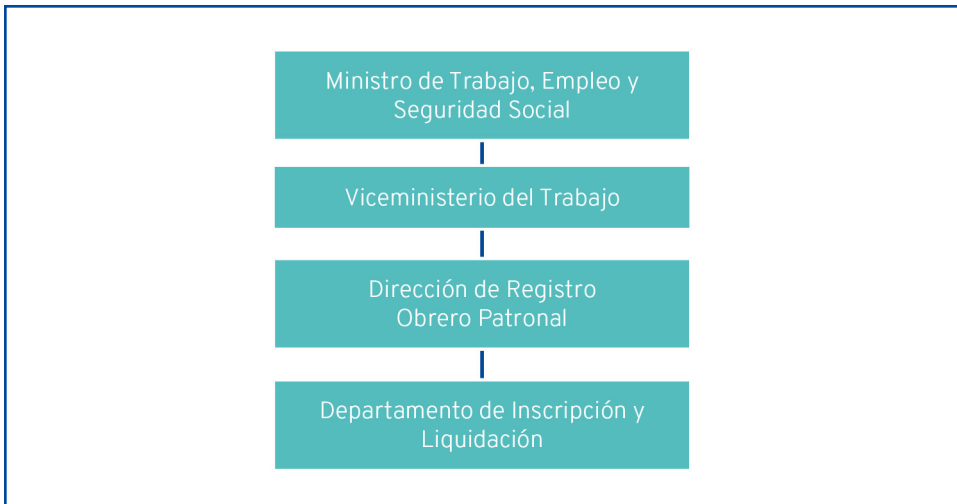 Ministro de Trabajo, Empleo y
Seguridad Social
Viceministerio del Trabajo
Dirección de Registro
Obrero Patronal
Departamento de Inscripción y
Liquidación